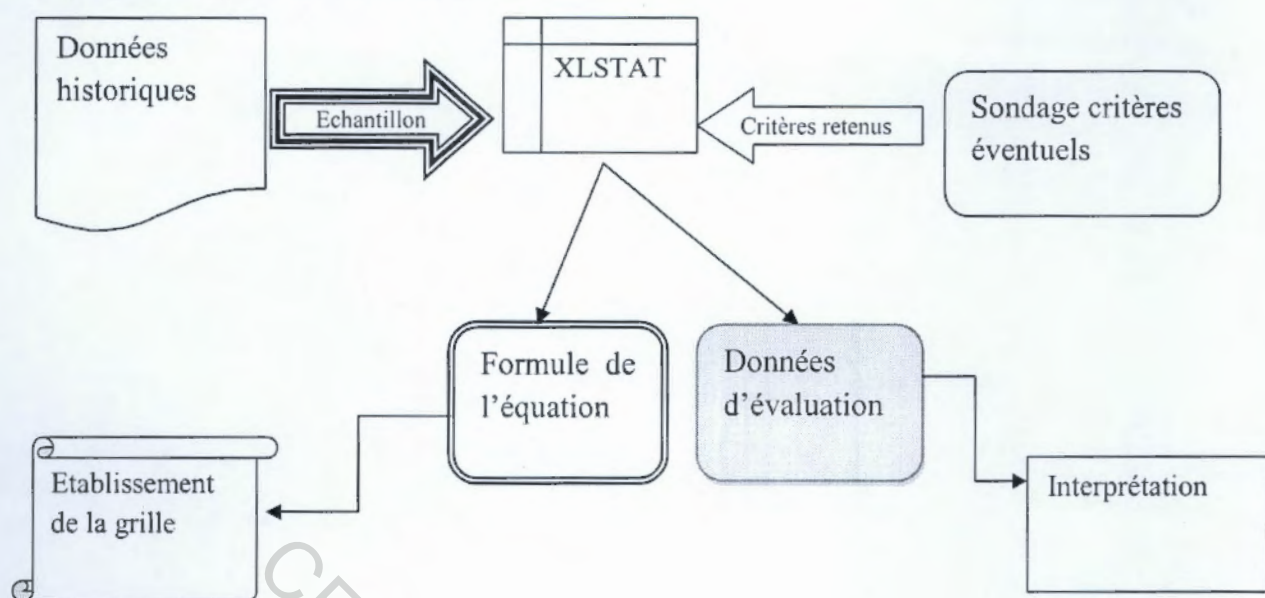 Données
historiques
Echantillon
XLSTAT
Critères retenus
Sondage critères
éventuels
Formule de
l'équation
Données
d'évaluation
Etablissement
de la grille
Interprétation